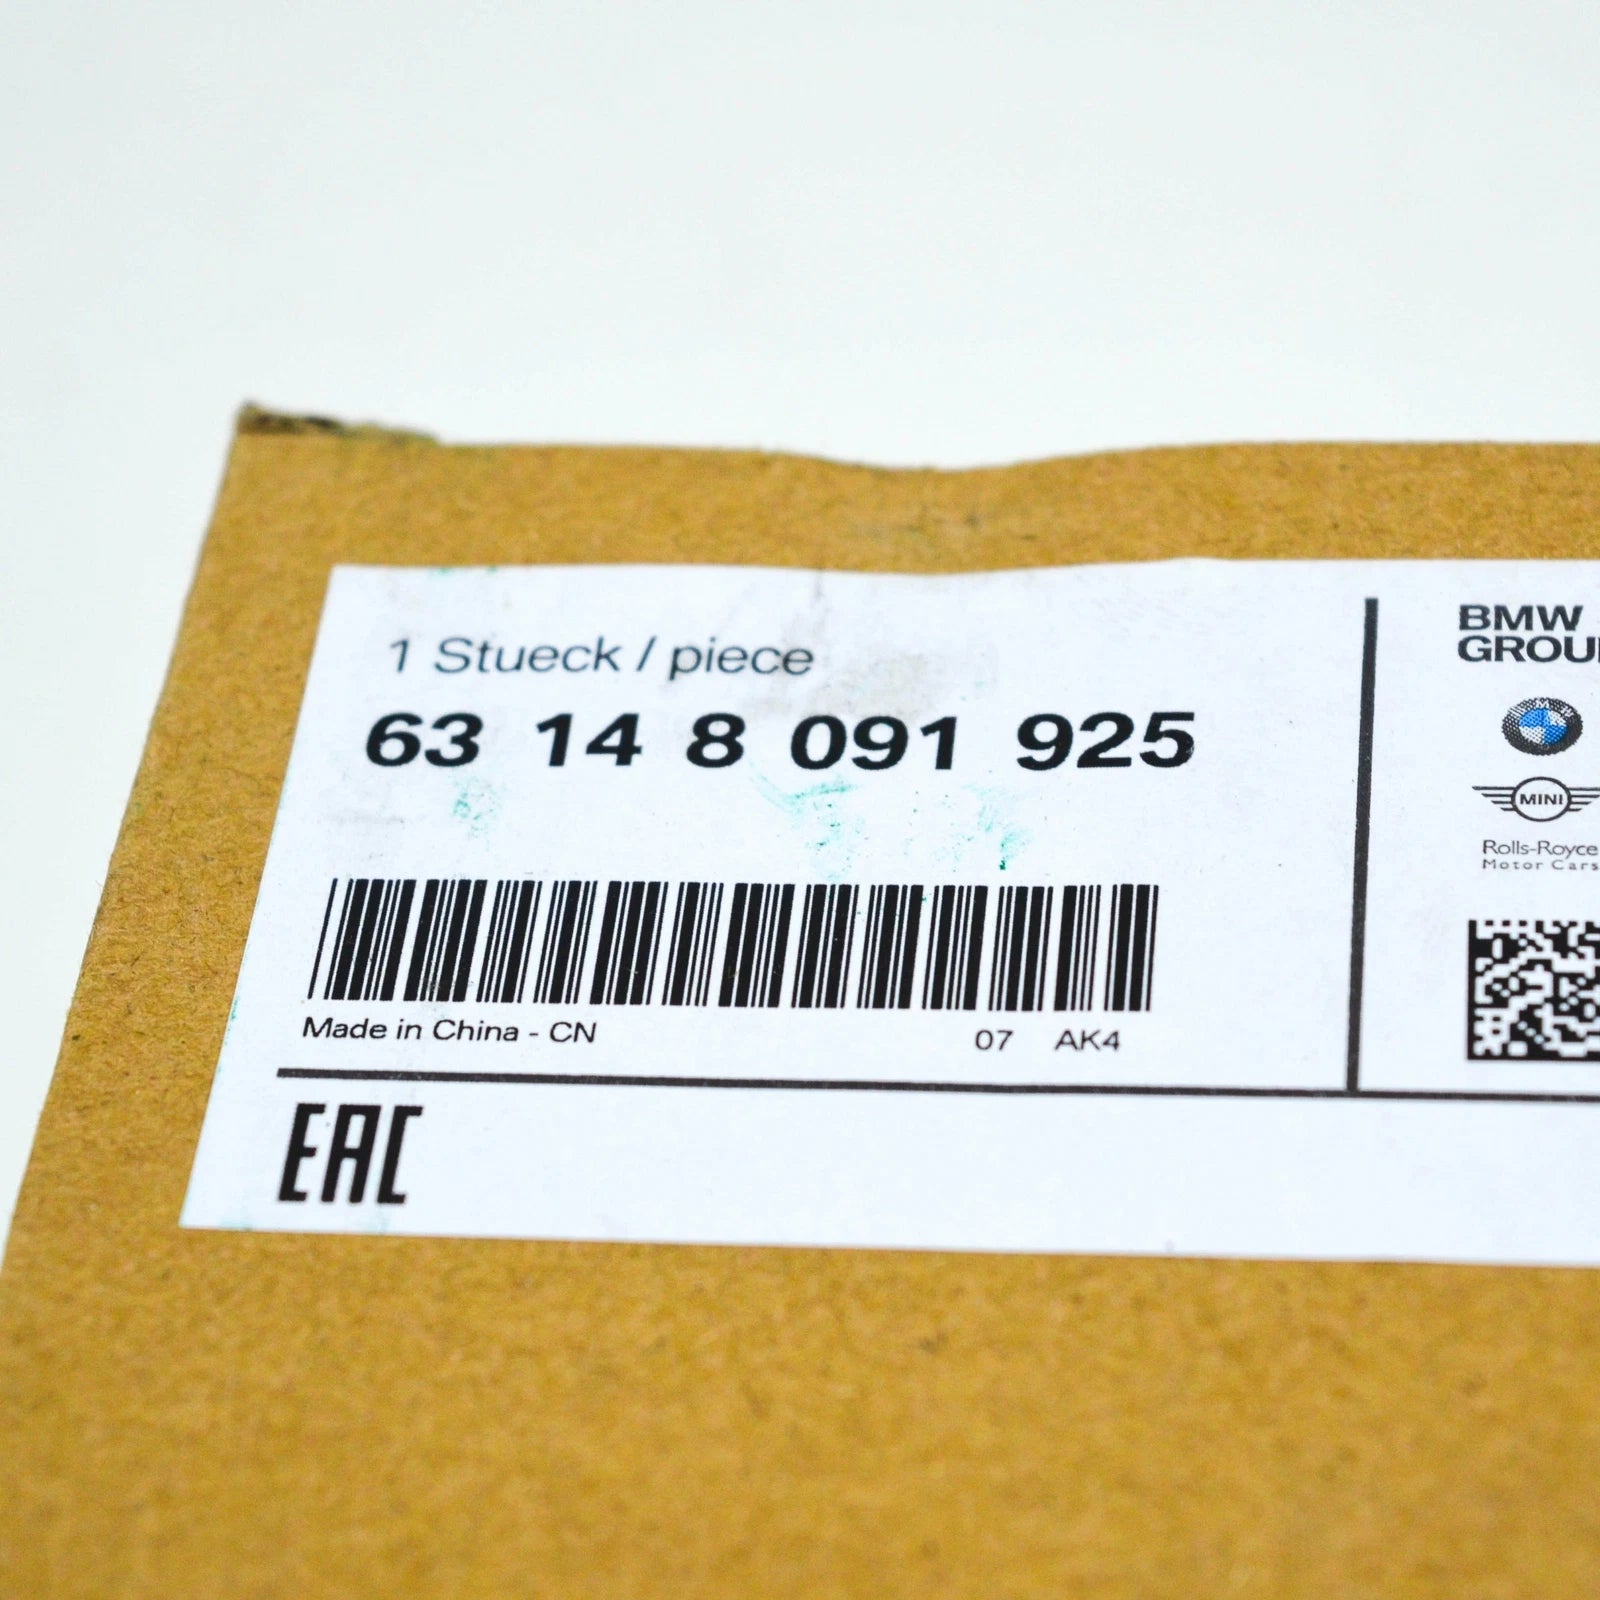 1 Stueck / piece
63 14 8 091 925
Made in China - CN
07 AK4
EAC
BMW
GROUP
MINI
Rolls-Royce
Motor Cars